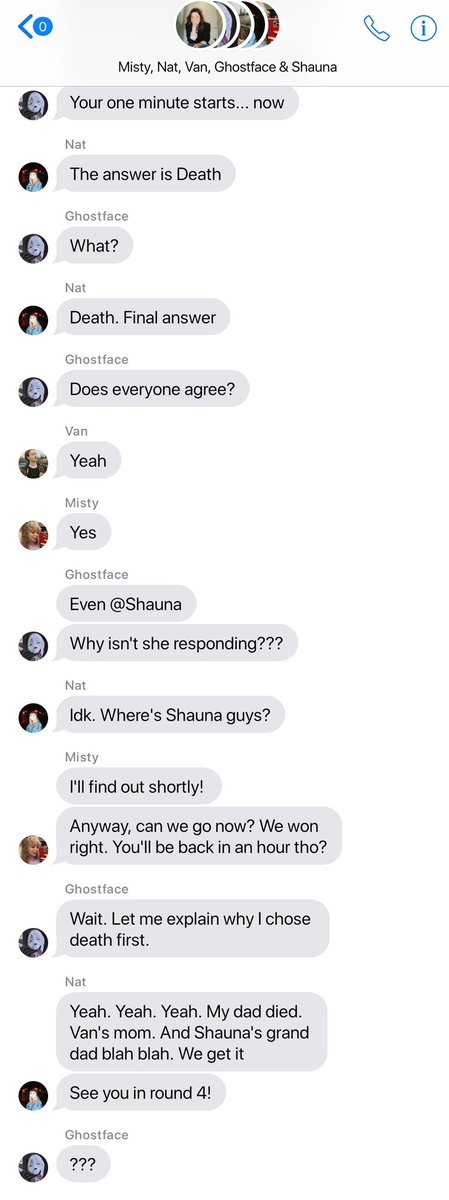 0
Misty, Nat, Van, Ghostface & Shauna
Your one minute starts... now
Nat
The answer is Death
Ghostface
What?
Nat
Death. Final answer
Ghostface
Does everyone agree?
Van
Yeah
Misty
Yes
Ghostface
Even @Shauna
Why isn't she responding???
Nat
Idk. Where's Shauna guys?
Misty
I'll find out shortly!
Anyway, can we go now? We won
right. You'll be back in an hour tho?
Ghostface
Wait. Let me explain why I chose
death first.
Nat
Yeah. Yeah. Yeah. My dad died.
Van's mom. And Shauna's grand
dad blah blah. We get it
See you in round 4!
Ghostface
???